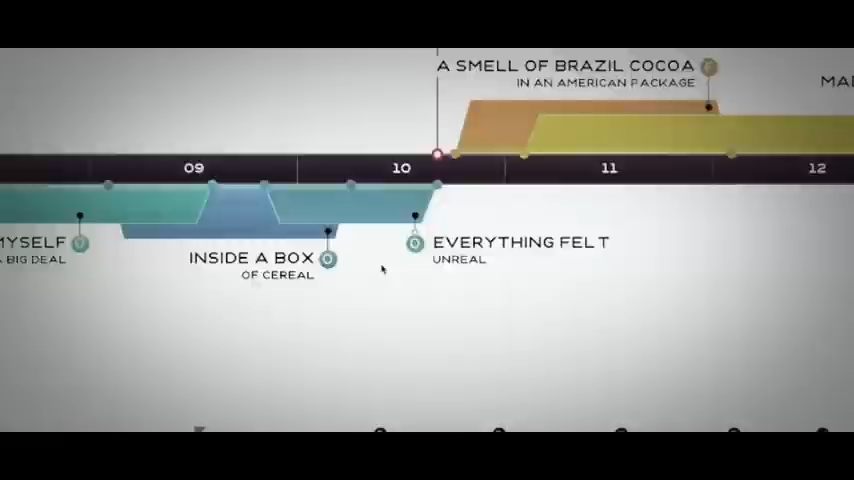 A SMELL OF BRAZIL COCOA
IN AN AMERICAN PACKAGE
09
10
11
12
MYSELF
BIG DEAL
INSIDE A BOX
OF CEREAL
EVERYTHING FELT
UNREAL